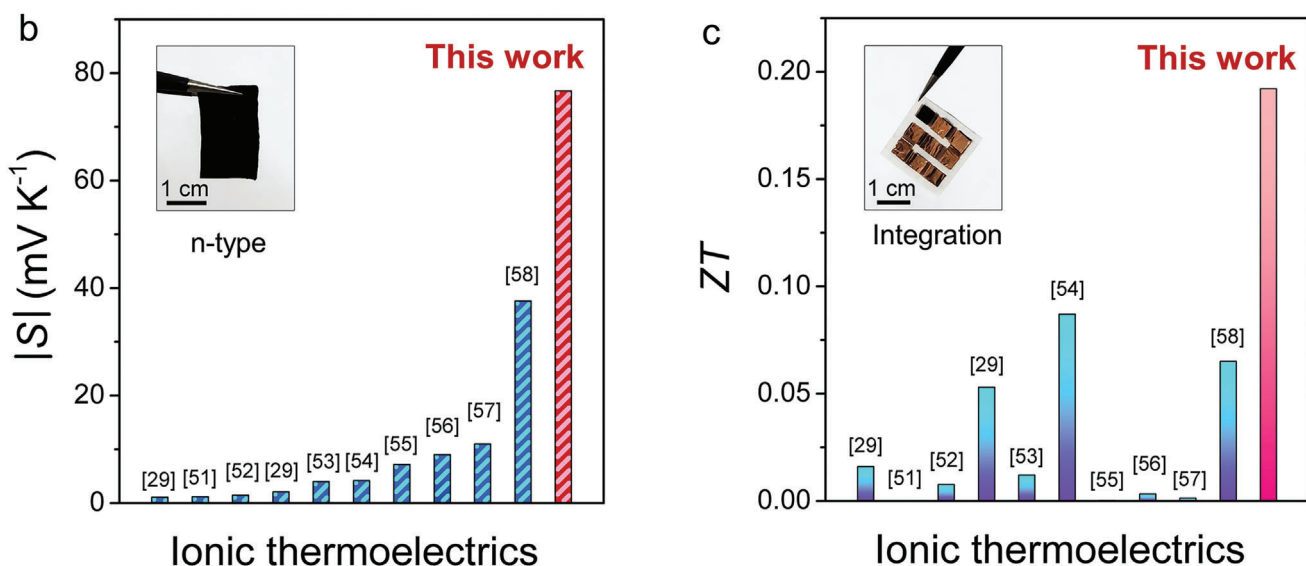 b
This work
80
60
40
20
0
|S| (mV K⁻¹)
1 cm
n-type
[29]
[51]
[52]
[29]
[53]
[54]
[55]
[56]
[57]
[58]
Ionic thermoelectrics
c
This work
0.20
0.15
0.10
0.05
0.00
ZT
1 cm
Integration
[29]
[51]
[52]
[29]
[53]
[54]
[55]
[56]
[57]
[58]
Ionic thermoelectrics